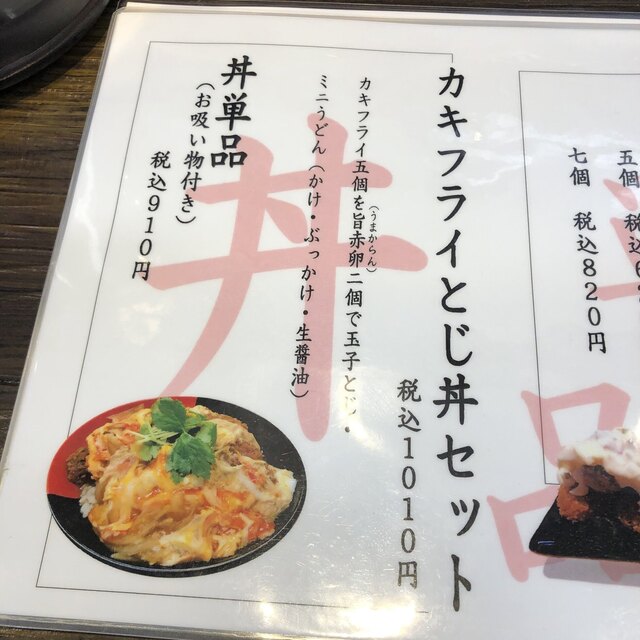 五個 税込6
七個 税込820円
カキフライとじ丼セット
税込1010円
カキフライ五個を旨赤卵二個で玉子とじ・
(うまからん)
ミニうどん(かけ・ぶっかけ・生醤油)
丼単品
(お吸い物付き)
税込910円
丼